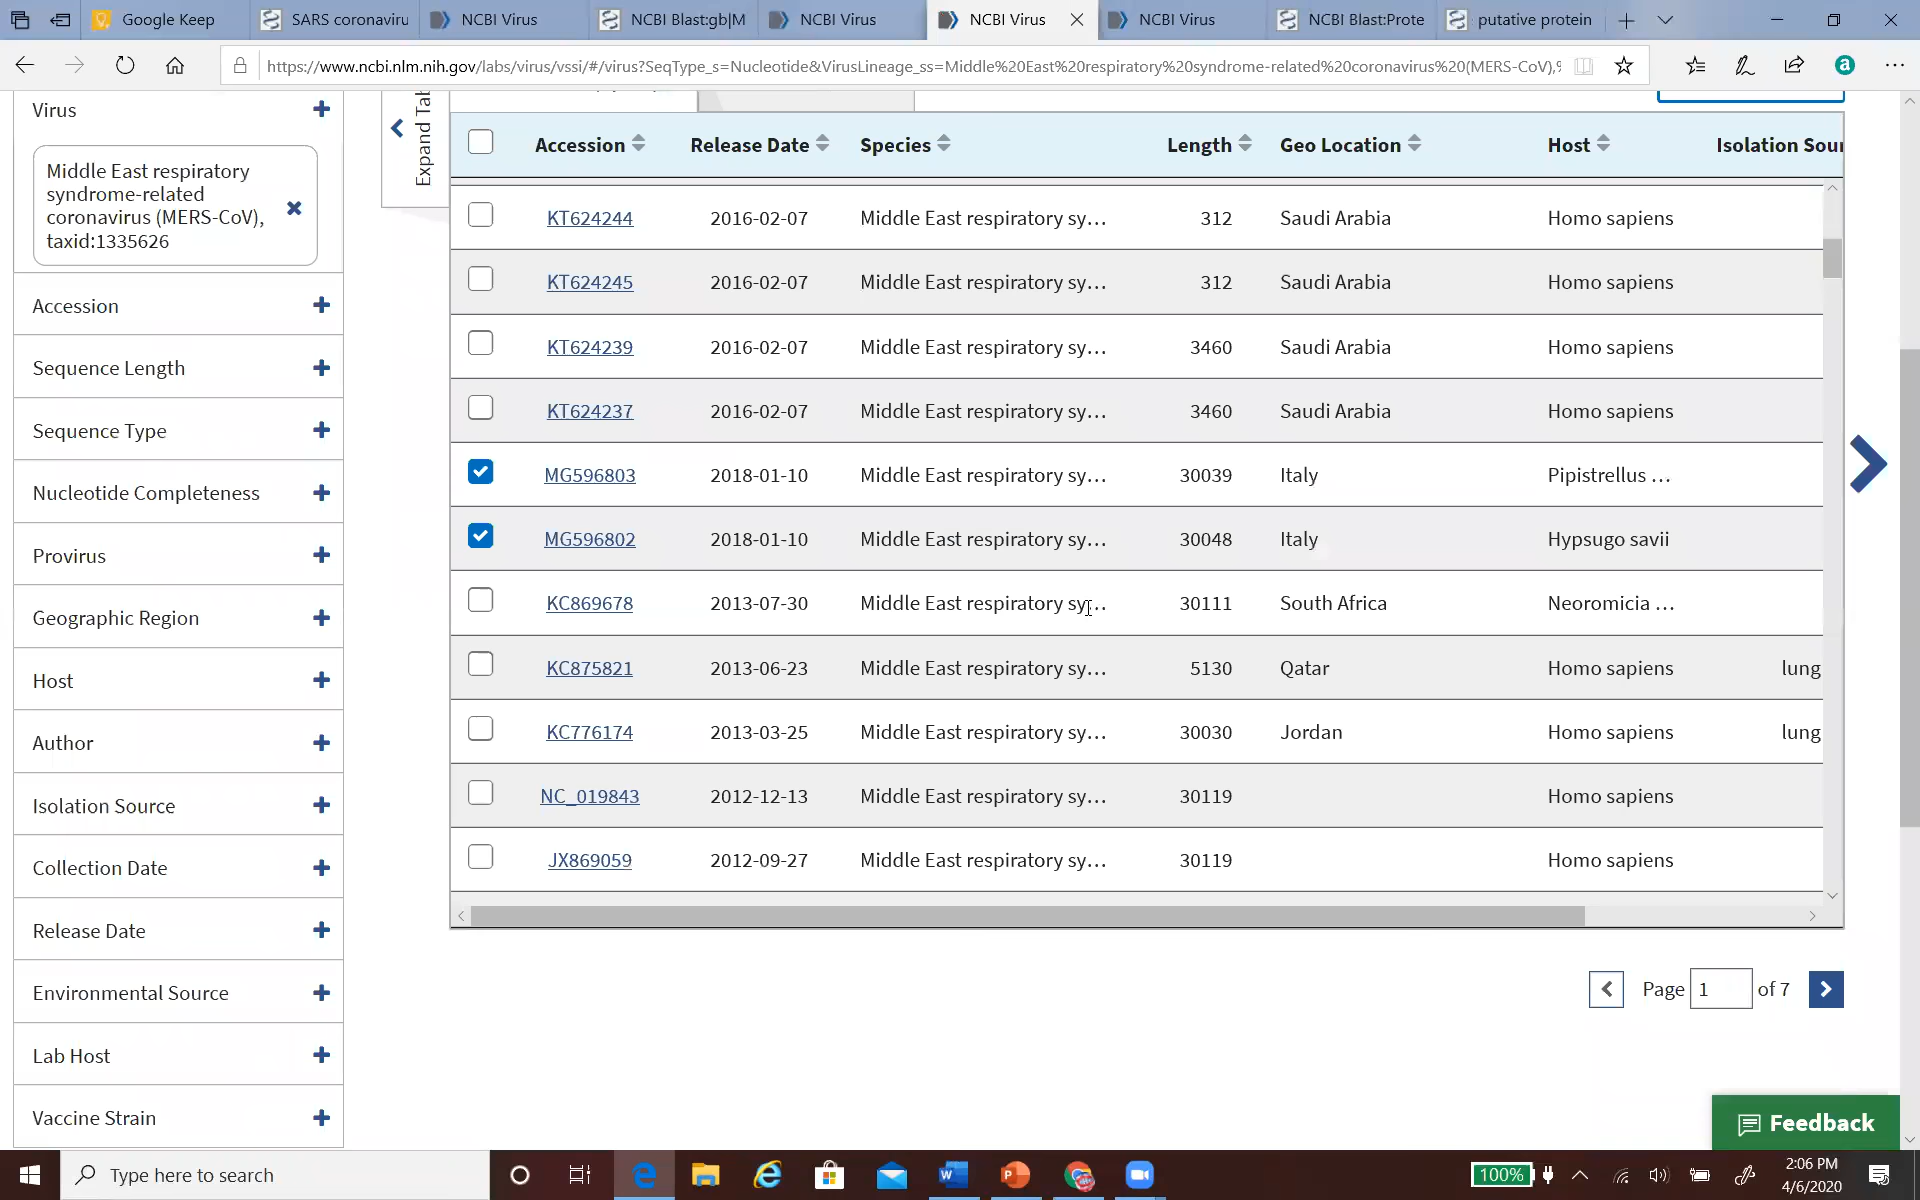 Google Keep
SARS coronaviru
NCBI Virus
NCBI Blast:gb|M
NCBI Virus
NCBI Virus
NCBI Virus
NCBI Blast:Prote
putative protein
https://www.ncbi.nlm.nih.gov/labs/virus/vssi/#/virus?SeqType_s=Nucleotide&VirusLineage_ss=Middle%20East%20respiratory%20syndrome-related%20coronavirus%20(MERS-CoV),%
Virus
Middle East respiratory
syndrome-related
coronavirus (MERS-CoV),
taxid:1335626
Accession
Sequence Length
Sequence Type
Nucleotide Completeness
Provirus
Geographic Region
Host
Author
Isolation Source
Collection Date
Release Date
Environmental Source
Lab Host
Vaccine Strain
Expand Tab
Accession Release Date Species Length Geo Location Host Isolation Sour
KT624244 2016-02-07 Middle East respiratory sy... 312 Saudi Arabia Homo sapiens
KT624245 2016-02-07 Middle East respiratory sy... 312 Saudi Arabia Homo sapiens
KT624239 2016-02-07 Middle East respiratory sy... 3460 Saudi Arabia Homo sapiens
KT624237 2016-02-07 Middle East respiratory sy... 3460 Saudi Arabia Homo sapiens
MG596803 2018-01-10 Middle East respiratory sy... 30039 Italy Pipistrellus ...
MG596802 2018-01-10 Middle East respiratory sy... 30048 Italy Hypsugo savii
KC869678 2013-07-30 Middle East respiratory sy... 30111 South Africa Neoromicia ...
KC875821 2013-06-23 Middle East respiratory sy... 5130 Qatar Homo sapiens lung
KC776174 2013-03-25 Middle East respiratory sy... 30030 Jordan Homo sapiens lung
NC_019843 2012-12-13 Middle East respiratory sy... 30119 Homo sapiens
JX869059 2012-09-27 Middle East respiratory sy... 30119 Homo sapiens
Page 1 of 7
Feedback
Type here to search
100%
2:06 PM
4/6/2020